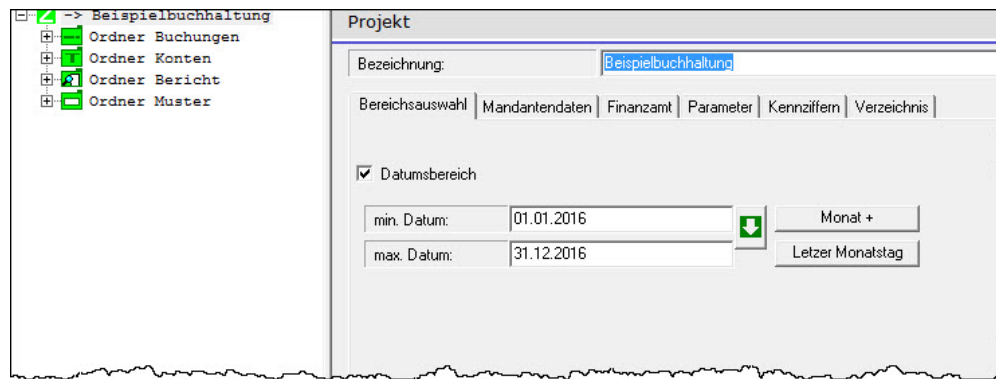 -> Beispielbuchhaltung
Ordner Buchungen
Ordner Konten
Ordner Bericht
Ordner Muster
Projekt
Bezeichnung: Beispielbuchhaltung
Bereichsauswahl Mandantendaten Finanzamt Parameter Kennziffern Verzeichnis
Datumsbereich
min. Datum: 01.01.2016 Monat +
max. Datum: 31.12.2016 Letzer Monatstag